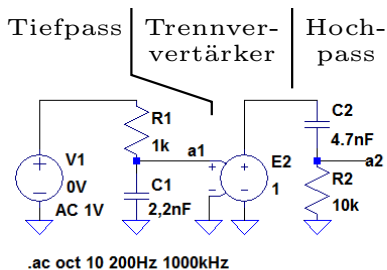 Tiefpass
Trennver-
vertärker
Hoch-
pass
R1
1k
a1
C2
4.7nF
a2
V1
0V
AC 1V
C1
2,2nF
E2
1
R2
10k
.ac oct 10 200Hz 1000kHz